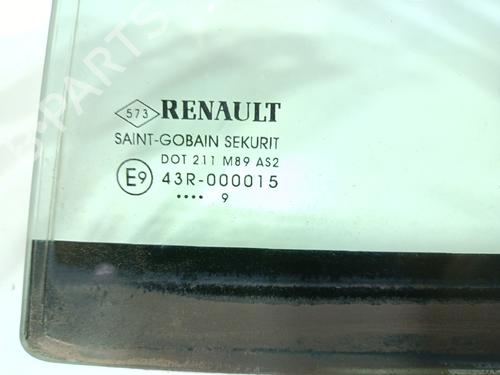 573 RENAULT
SAINT-GOBAIN SEKURIT
DOT 211 M89 AS2
E9 43R-000015
.... 9